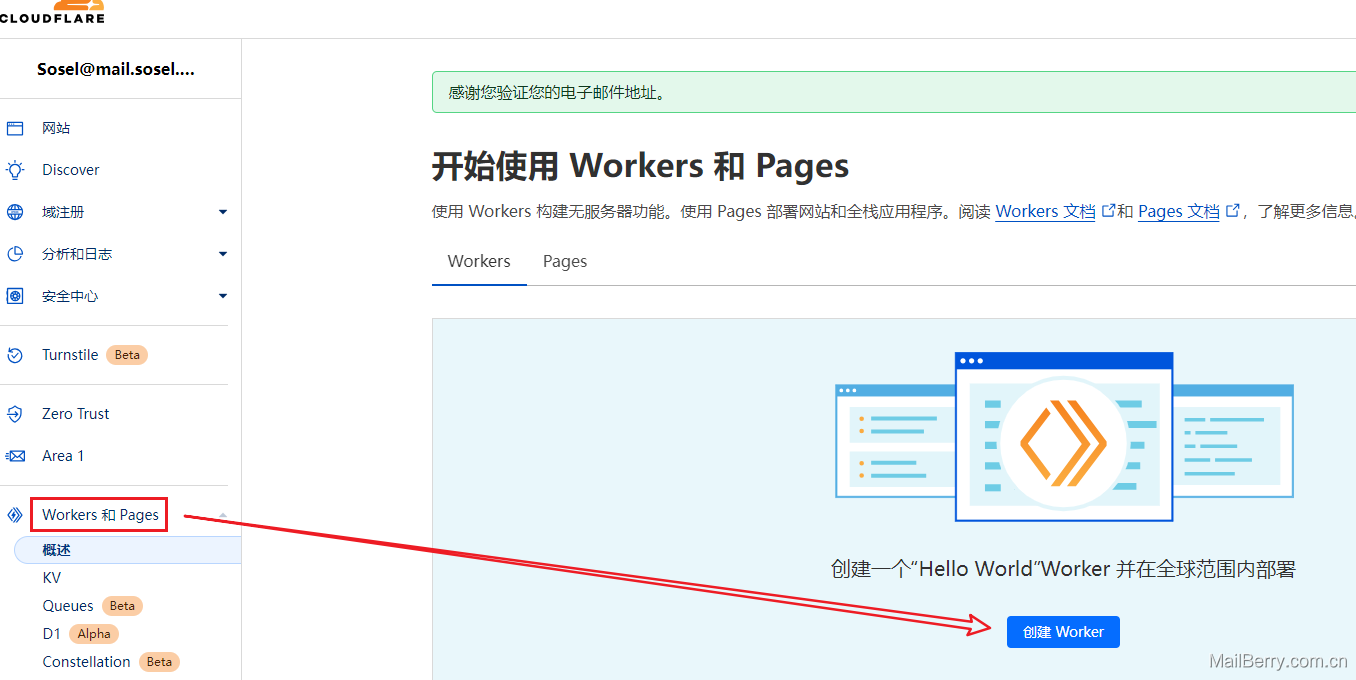 CLOUDFLARE
Sosel@mail.sosel....
网站
Discover
域注册
分析和日志
安全中心
Turnstile Beta
Zero Trust
Area 1
Workers 和 Pages
概述
KV
Queues Beta
D1 Alpha
Constellation Beta
感谢您验证您的电子邮件地址。
开始使用 Workers 和 Pages
使用 Workers 构建无服务器功能。使用 Pages 部署网站和全栈应用程序。阅读 Workers 文档 和 Pages 文档，了解更多信息。
Workers Pages
创建一个“Hello World”Worker 并在全球范围内部署
创建 Worker
MailBerry.com.cn